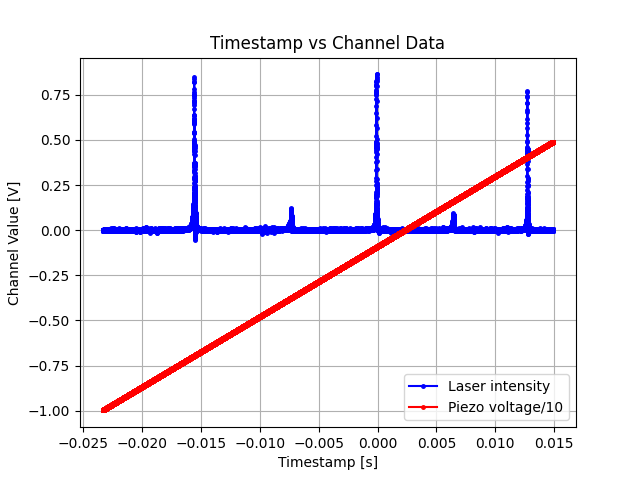 Timestamp vs Channel Data
Channel Value [V]
0.75
0.50
0.25
0.00
−0.25
−0.50
−0.75
−1.00
Laser intensity
Piezo voltage/10
−0.025 −0.020 −0.015 −0.010 −0.005 0.000 0.005 0.010 0.015
Timestamp [s]